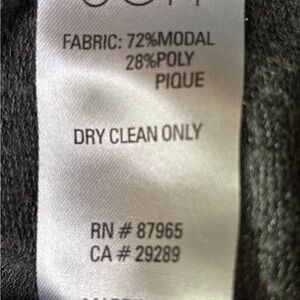 FABRIC: 72%MODAL
28%POLY
PIQUE
DRY CLEAN ONLY
RN # 87965
CA # 29289